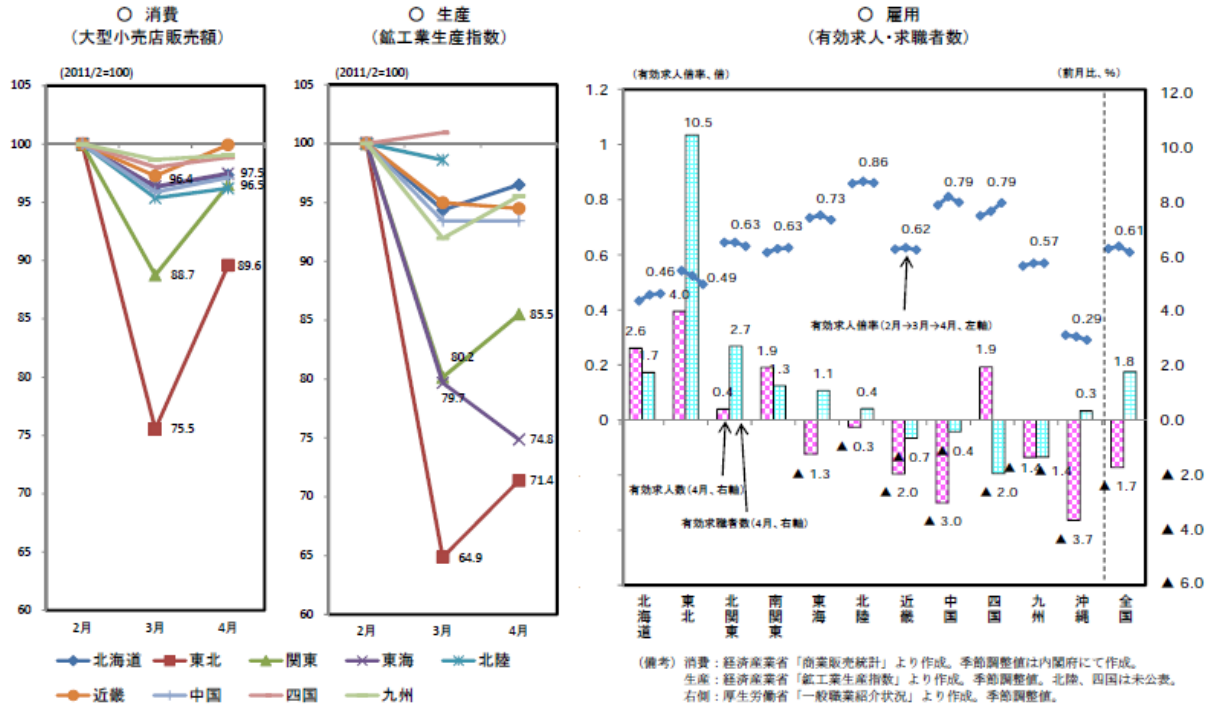 ○ 消費
(大型小売店販売額)
(2011/2=100)
105
100
95
90
85
80
75
70
65
60
96.4
97.5
96.5
88.7
89.6
75.5
2月
3月
4月
○ 生産
(鉱工業生産指数)
(2011/2=100)
105
100
95
90
85
80
75
70
65
60
80.2
79.7
85.5
74.8
71.4
64.9
2月
3月
4月
北海道
東北
関東
東海
北陸
近畿
中国
四国
九州
○ 雇用
(有効求人・求職者数)
(有効求人倍率、倍)
(前月比、%)
1.2
1
0.8
0.6
0.4
0.2
0
12.0
10.0
8.0
6.0
4.0
2.0
0.0
▲ 2.0
▲ 4.0
▲ 6.0
0.46
0.49
0.63
0.63
0.73
0.86
0.62
0.79
0.79
0.57
0.29
0.61
2.6
1.7
4.0
10.5
0.4
2.7
1.9
1.3
▲ 1.3
1.1
▲ 0.3
0.4
▲ 2.0
▲ 0.7
▲ 3.0
▲ 0.4
1.9
▲ 2.0
▲ 1.4
▲ 1.4
▲ 3.7
0.3
▲ 1.7
1.8
有効求人倍率(2月→3月→4月、左軸)
有効求人数(4月、右軸)
有効求職者数(4月、右軸)
北海道
東北
北関東
南関東
東海
北陸
近畿
中国
四国
九州
沖縄
全国
(備考) 消費:経済産業省「商業販売統計」より作成。季節調整値は内閣府にて作成。
生産:経済産業省「鉱工業生産指数」より作成。季節調整値。北陸、四国は未公表。
右側:厚生労働省「一般職業紹介状況」より作成。季節調整値。